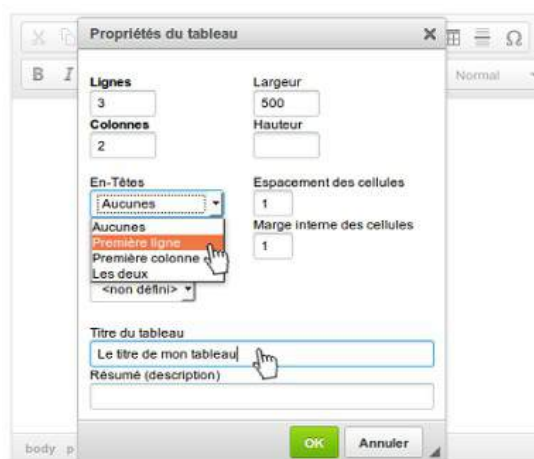 Propriétés du tableau
Ω
B I
Normal
Lignes
Largeur
3
500
Colonnes
Hauteur
2
En-Têtes
Espacement des cellules
Aucunes
1
Aucunes
Marge interne des cellules
Première ligne
1
Première colonne
Les deux
<non défini>
Titre du tableau
Le titre de mon tableau
Résumé (description)
OK
Annuler
body p